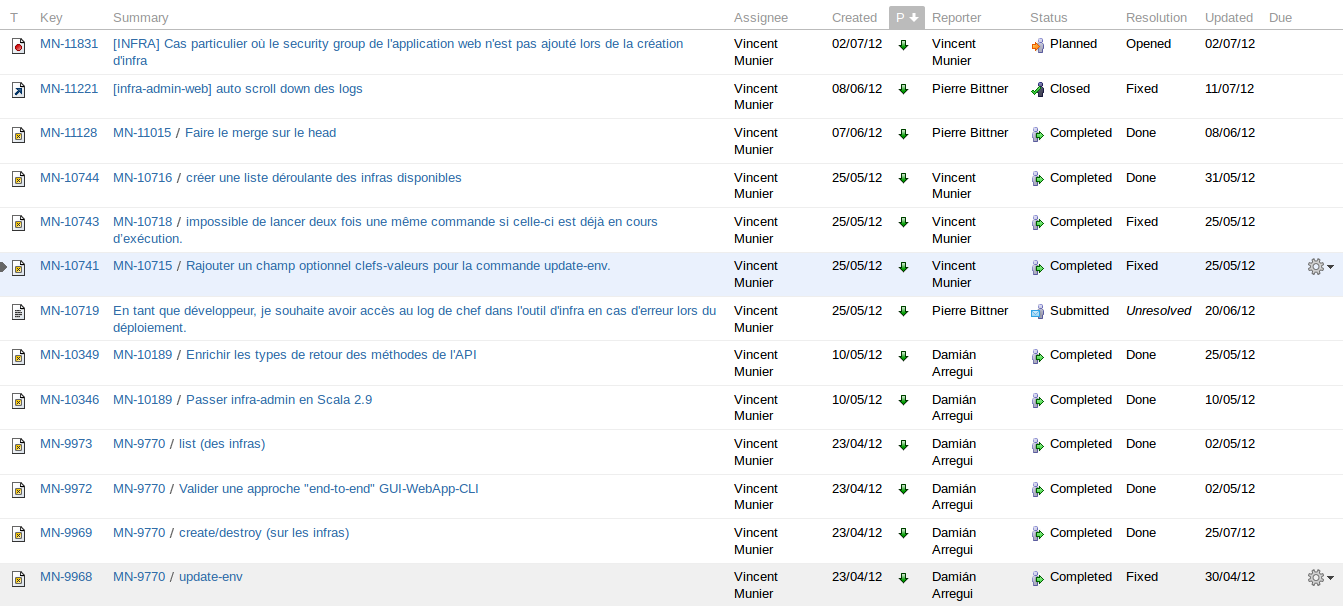 T Key Summary Assignee Created P Reporter Status Resolution Updated Due
MN-11831 [INFRA] Cas particulier où le security group de l'application web n'est pas ajouté lors de la création Vincent 02/07/12 Vincent Planned Opened 02/07/12
d'infra Munier Munier
MN-11221 [infra-admin-web] auto scroll down des logs Vincent 08/06/12 Pierre Bittner Closed Fixed 11/07/12
Munier
MN-11128 MN-11015 / Faire le merge sur le head Vincent 07/06/12 Pierre Bittner Completed Done 08/06/12
Munier
MN-10744 MN-10716 / créer une liste déroulante des infras disponibles Vincent 25/05/12 Vincent Completed Done 31/05/12
Munier Munier
MN-10743 MN-10718 / impossible de lancer deux fois une même commande si celle-ci est déjà en cours Vincent 25/05/12 Vincent Completed Fixed 25/05/12
d'exécution. Munier Munier
MN-10741 MN-10715 / Rajouter un champ optionnel clefs-valeurs pour la commande update-env. Vincent 25/05/12 Vincent Completed Fixed 25/05/12
Munier Munier
MN-10719 En tant que développeur, je souhaite avoir accès au log de chef dans l'outil d'infra en cas d'erreur lors du Vincent 25/05/12 Pierre Bittner Submitted Unresolved 20/06/12
déploiement. Munier
MN-10349 MN-10189 / Enrichir les types de retour des méthodes de l'API Vincent 10/05/12 Damián Completed Done 25/05/12
Munier Arregui
MN-10346 MN-10189 / Passer infra-admin en Scala 2.9 Vincent 10/05/12 Damián Completed Done 10/05/12
Munier Arregui
MN-9973 MN-9770 / list (des infras) Vincent 23/04/12 Damián Completed Done 02/05/12
Munier Arregui
MN-9972 MN-9770 / Valider une approche "end-to-end" GUI-WebApp-CLI Vincent 23/04/12 Damián Completed Done 02/05/12
Munier Arregui
MN-9969 MN-9770 / create/destroy (sur les infras) Vincent 23/04/12 Damián Completed Done 25/07/12
Munier Arregui
MN-9968 MN-9770 / update-env Vincent 23/04/12 Damián Completed Fixed 30/04/12
Munier Arregui